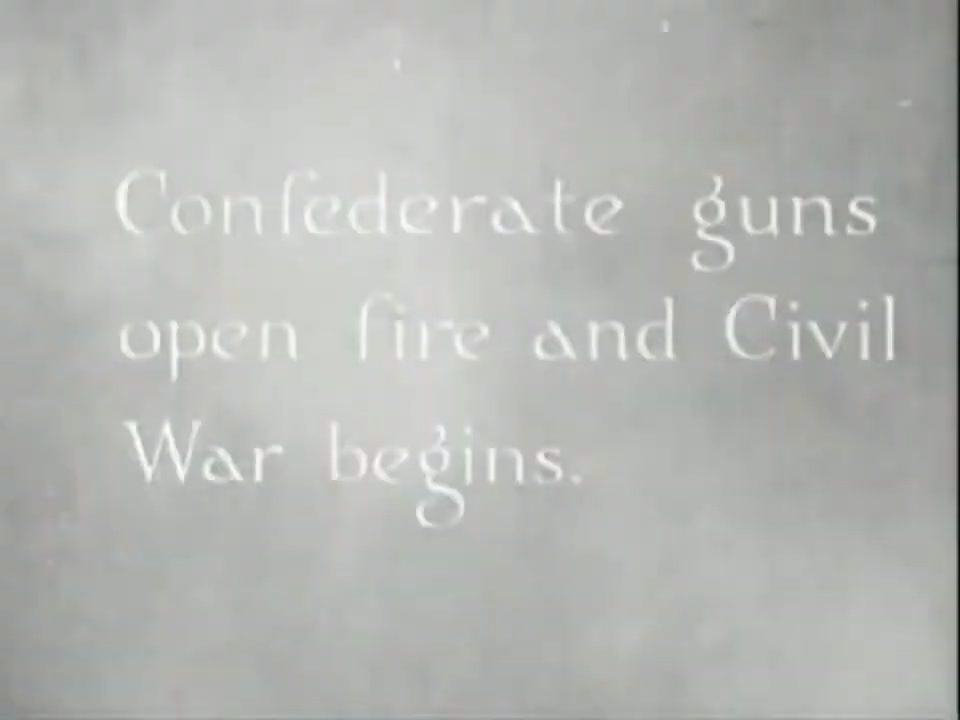 Confederate guns
open fire and Civil
War begins.